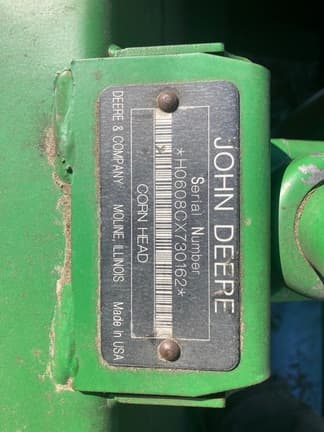 JOHN DEERE
Serial Number
*H0608CX730162*
CORN HEAD
DEERE & COMPANY MOLINE, ILLINOIS Made in USA